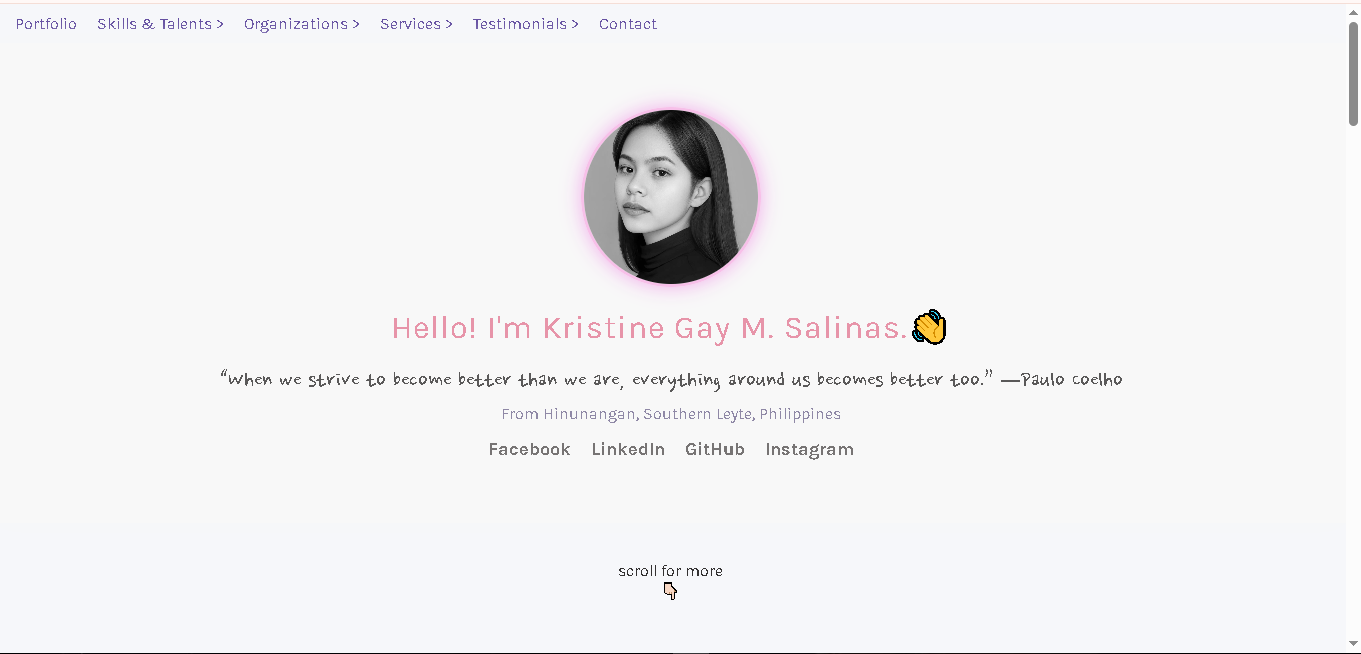 Portfolio Skills & Talents > Organizations > Services > Testimonials > Contact
Hello! I'm Kristine Gay M. Salinas.👋
“When we strive to become better than we are, everything around us becomes better too.” —Paulo Coelho
From Hinunangan, Southern Leyte, Philippines
Facebook LinkedIn GitHub Instagram
scroll for more
👇🏻